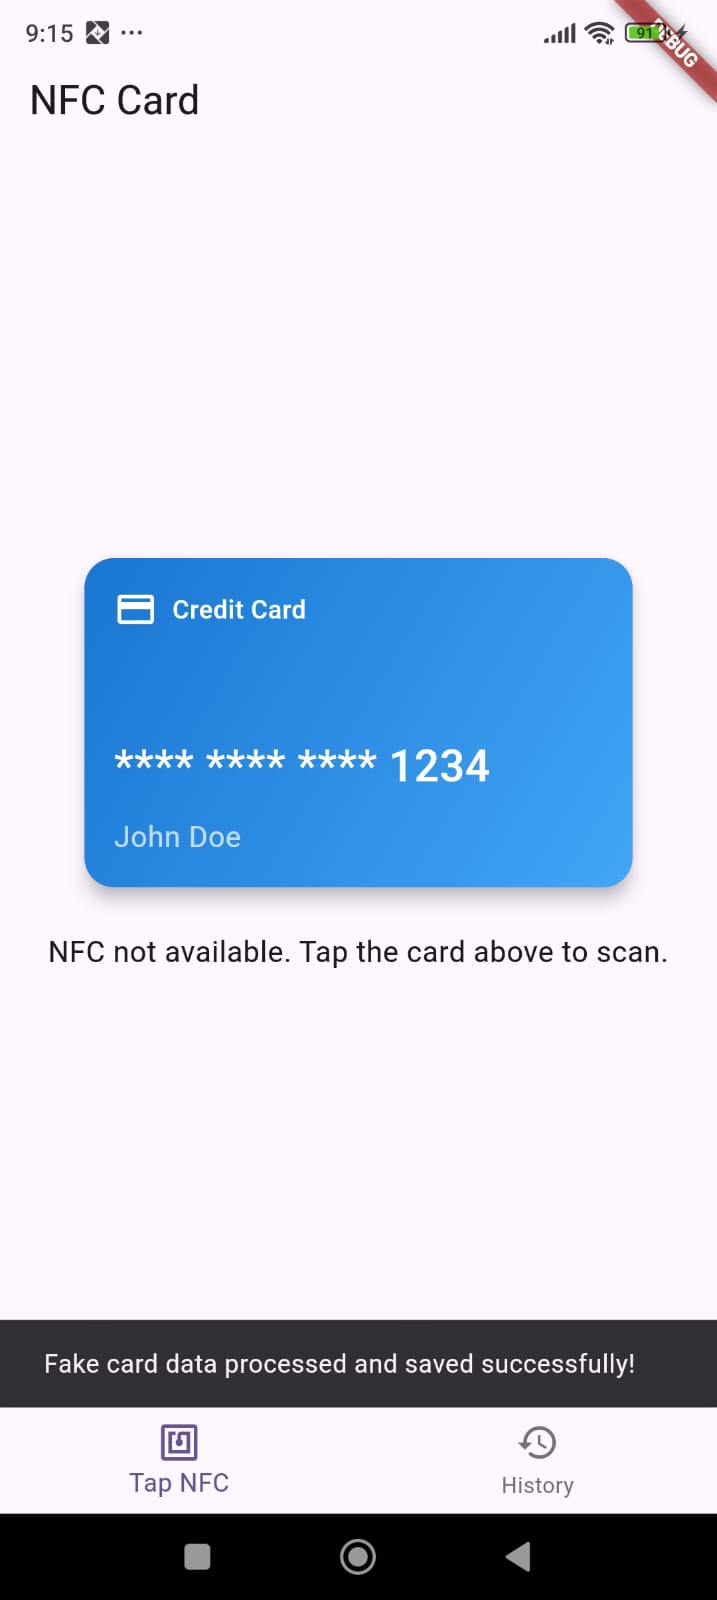 9:15
91
DEBUG
NFC Card
Credit Card
**** **** **** 1234
John Doe
NFC not available. Tap the card above to scan.
Fake card data processed and saved successfully!
Tap NFC
History